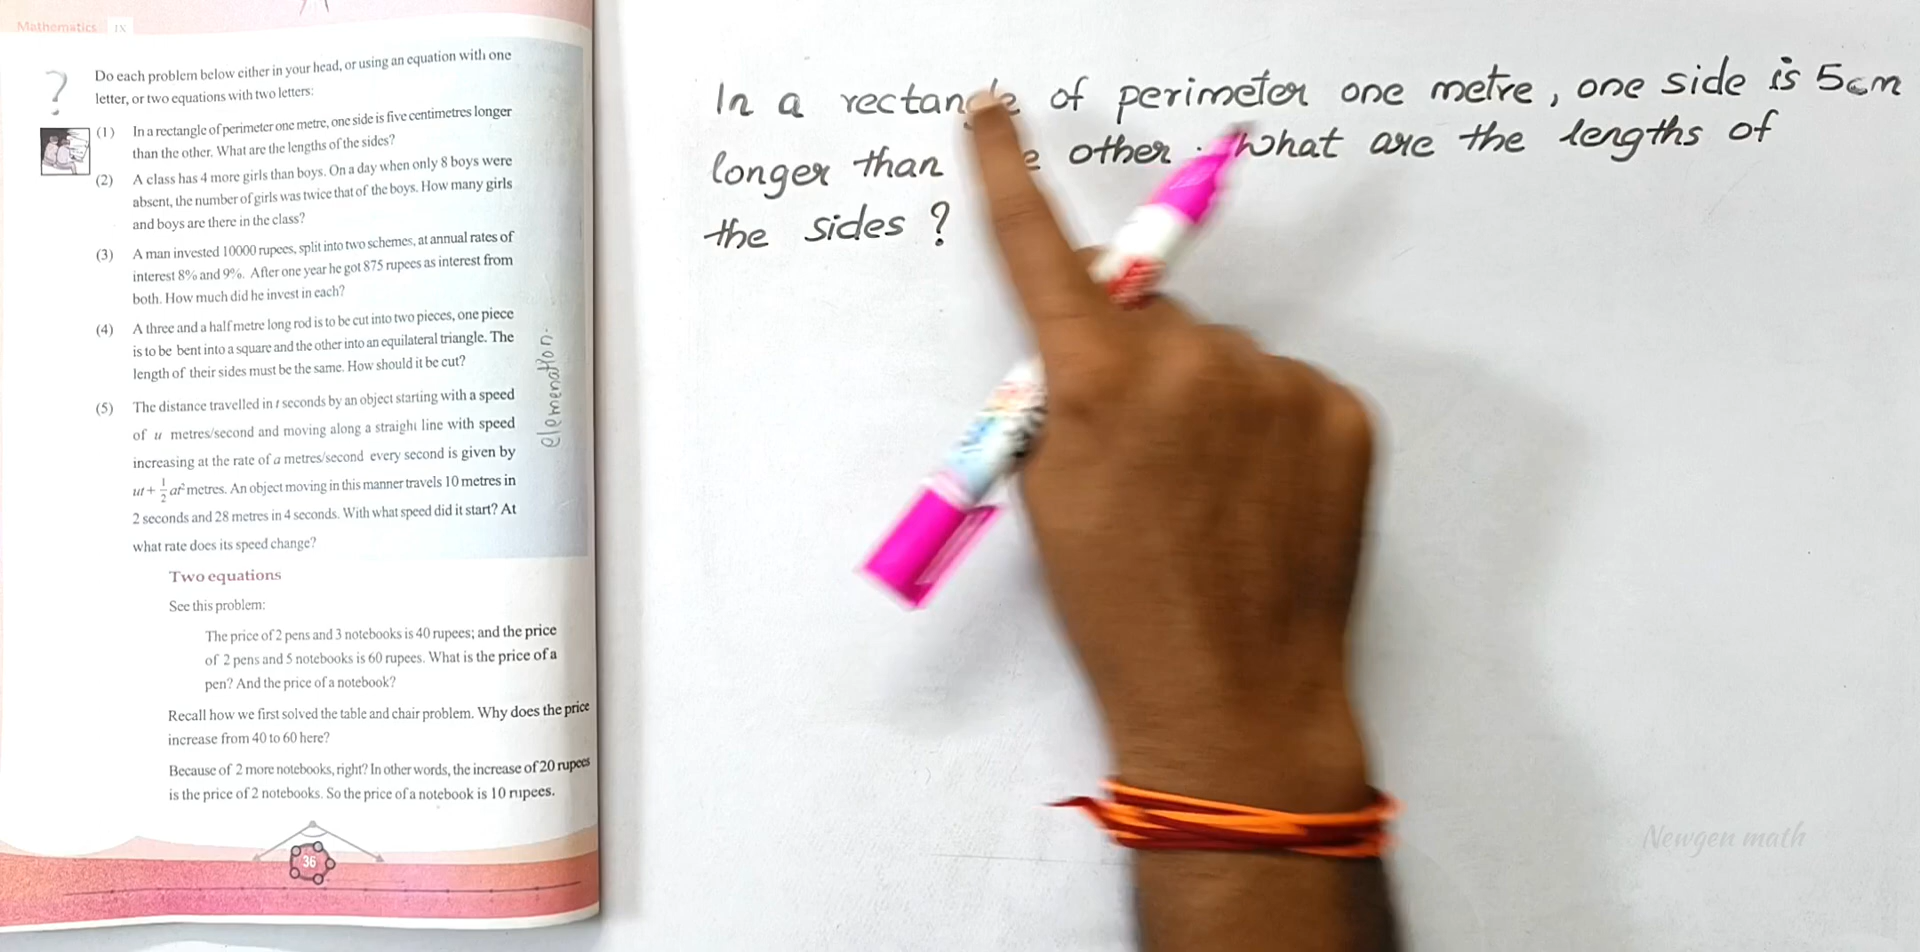 Mathematics IX
?
Do each problem below either in your head, or using an equation with one
letter, or two equations with two letters:
(1) In a rectangle of perimeter one metre, one side is five centimetres longer
than the other. What are the lengths of the sides?
(2) A class has 4 more girls than boys. On a day when only 8 boys were
absent, the number of girls was twice that of the boys. How many girls
and boys are there in the class?
(3) A man invested 10000 rupees, split into two schemes, at annual rates of
interest 8% and 9%. After one year he got 875 rupees as interest from
both. How much did he invest in each?
(4) A three and a half metre long rod is to be cut into two pieces, one piece
is to be bent into a square and the other into an equilateral triangle. The
length of their sides must be the same. How should it be cut?
(5) The distance travelled in t seconds by an object starting with a speed
of u metres/second and moving along a straight line with speed
increasing at the rate of a metres/second every second is given by
ut + 1/2 at² metres. An object moving in this manner travels 10 metres in
2 seconds and 28 metres in 4 seconds. With what speed did it start? At
what rate does its speed change?
elemenation.
Two equations
See this problem:
The price of 2 pens and 3 notebooks is 40 rupees; and the price
of 2 pens and 5 notebooks is 60 rupees. What is the price of a
pen? And the price of a notebook?
Recall how we first solved the table and chair problem. Why does the price
increase from 40 to 60 here?
Because of 2 more notebooks, right? In other words, the increase of 20 rupees
is the price of 2 notebooks. So the price of a notebook is 10 rupees.
36
In a rectangle of perimeter one metre, one side is 5cm
longer than other. What are the lengths of
the sides?
Newgen math